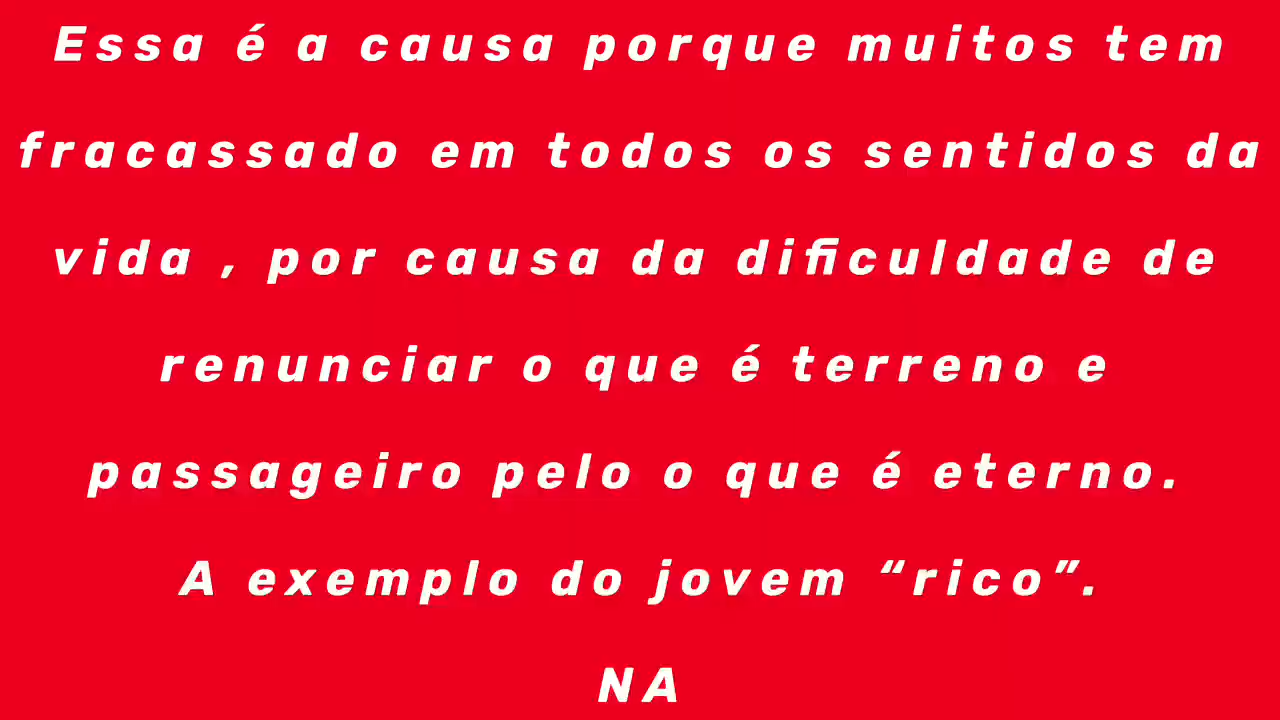 Essa é a causa porque muitos tem
fracassado em todos os sentidos da
vida , por causa da dificuldade de
renunciar o que é terreno e
passageiro pelo o que é eterno.
A exemplo do jovem “rico”.
NA